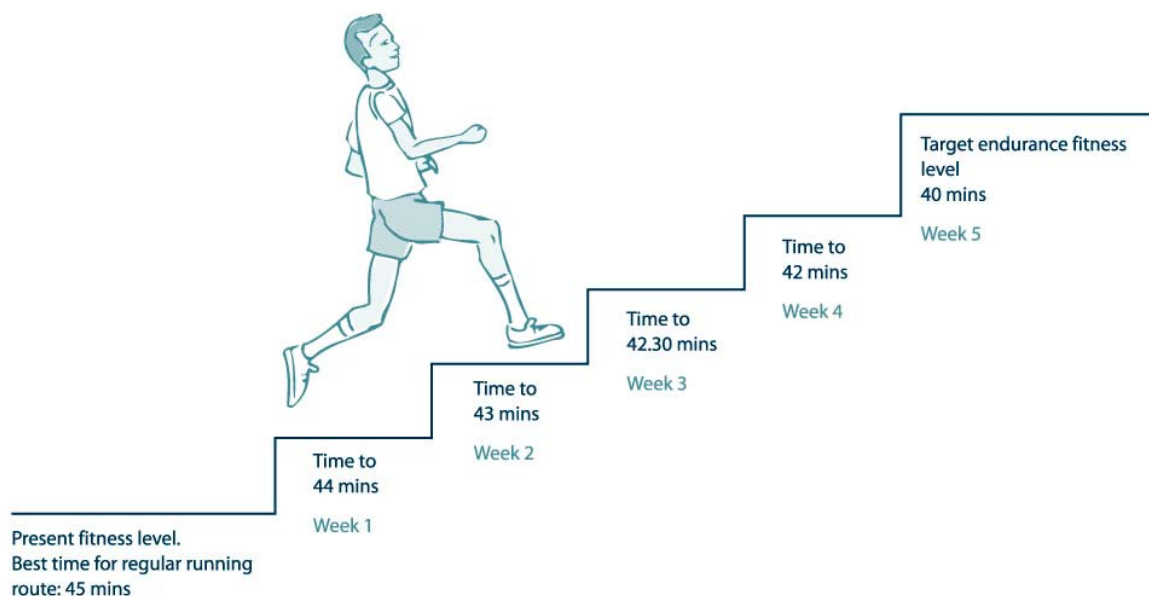 Present fitness level.
Best time for regular running
route: 45 mins
Time to
44 mins
Week 1
Time to
43 mins
Week 2
Time to
42.30 mins
Week 3
Time to
42 mins
Week 4
Target endurance fitness
level
40 mins
Week 5